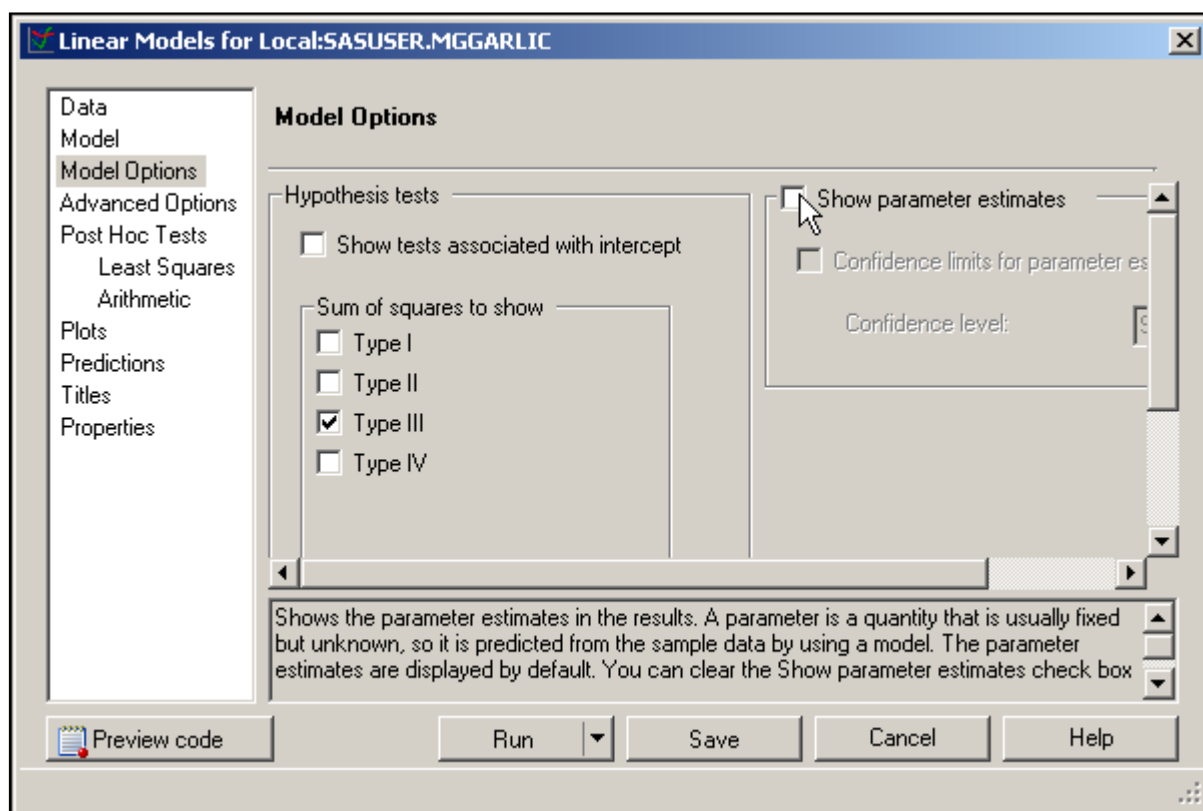 Linear Models for Local:SASUSER.MGGARLIC
Data
Model
Model Options
Advanced Options
Post Hoc Tests
Least Squares
Arithmetic
Plots
Predictions
Titles
Properties
Model Options
Hypothesis tests
Show tests associated with intercept
Sum of squares to show
Type I
Type II
Type III
Type IV
Show parameter estimates
Confidence limits for parameter es
Confidence level:
Shows the parameter estimates in the results. A parameter is a quantity that is usually fixed
but unknown, so it is predicted from the sample data by using a model. The parameter
estimates are displayed by default. You can clear the Show parameter estimates check box
Preview code
Run
Save
Cancel
Help